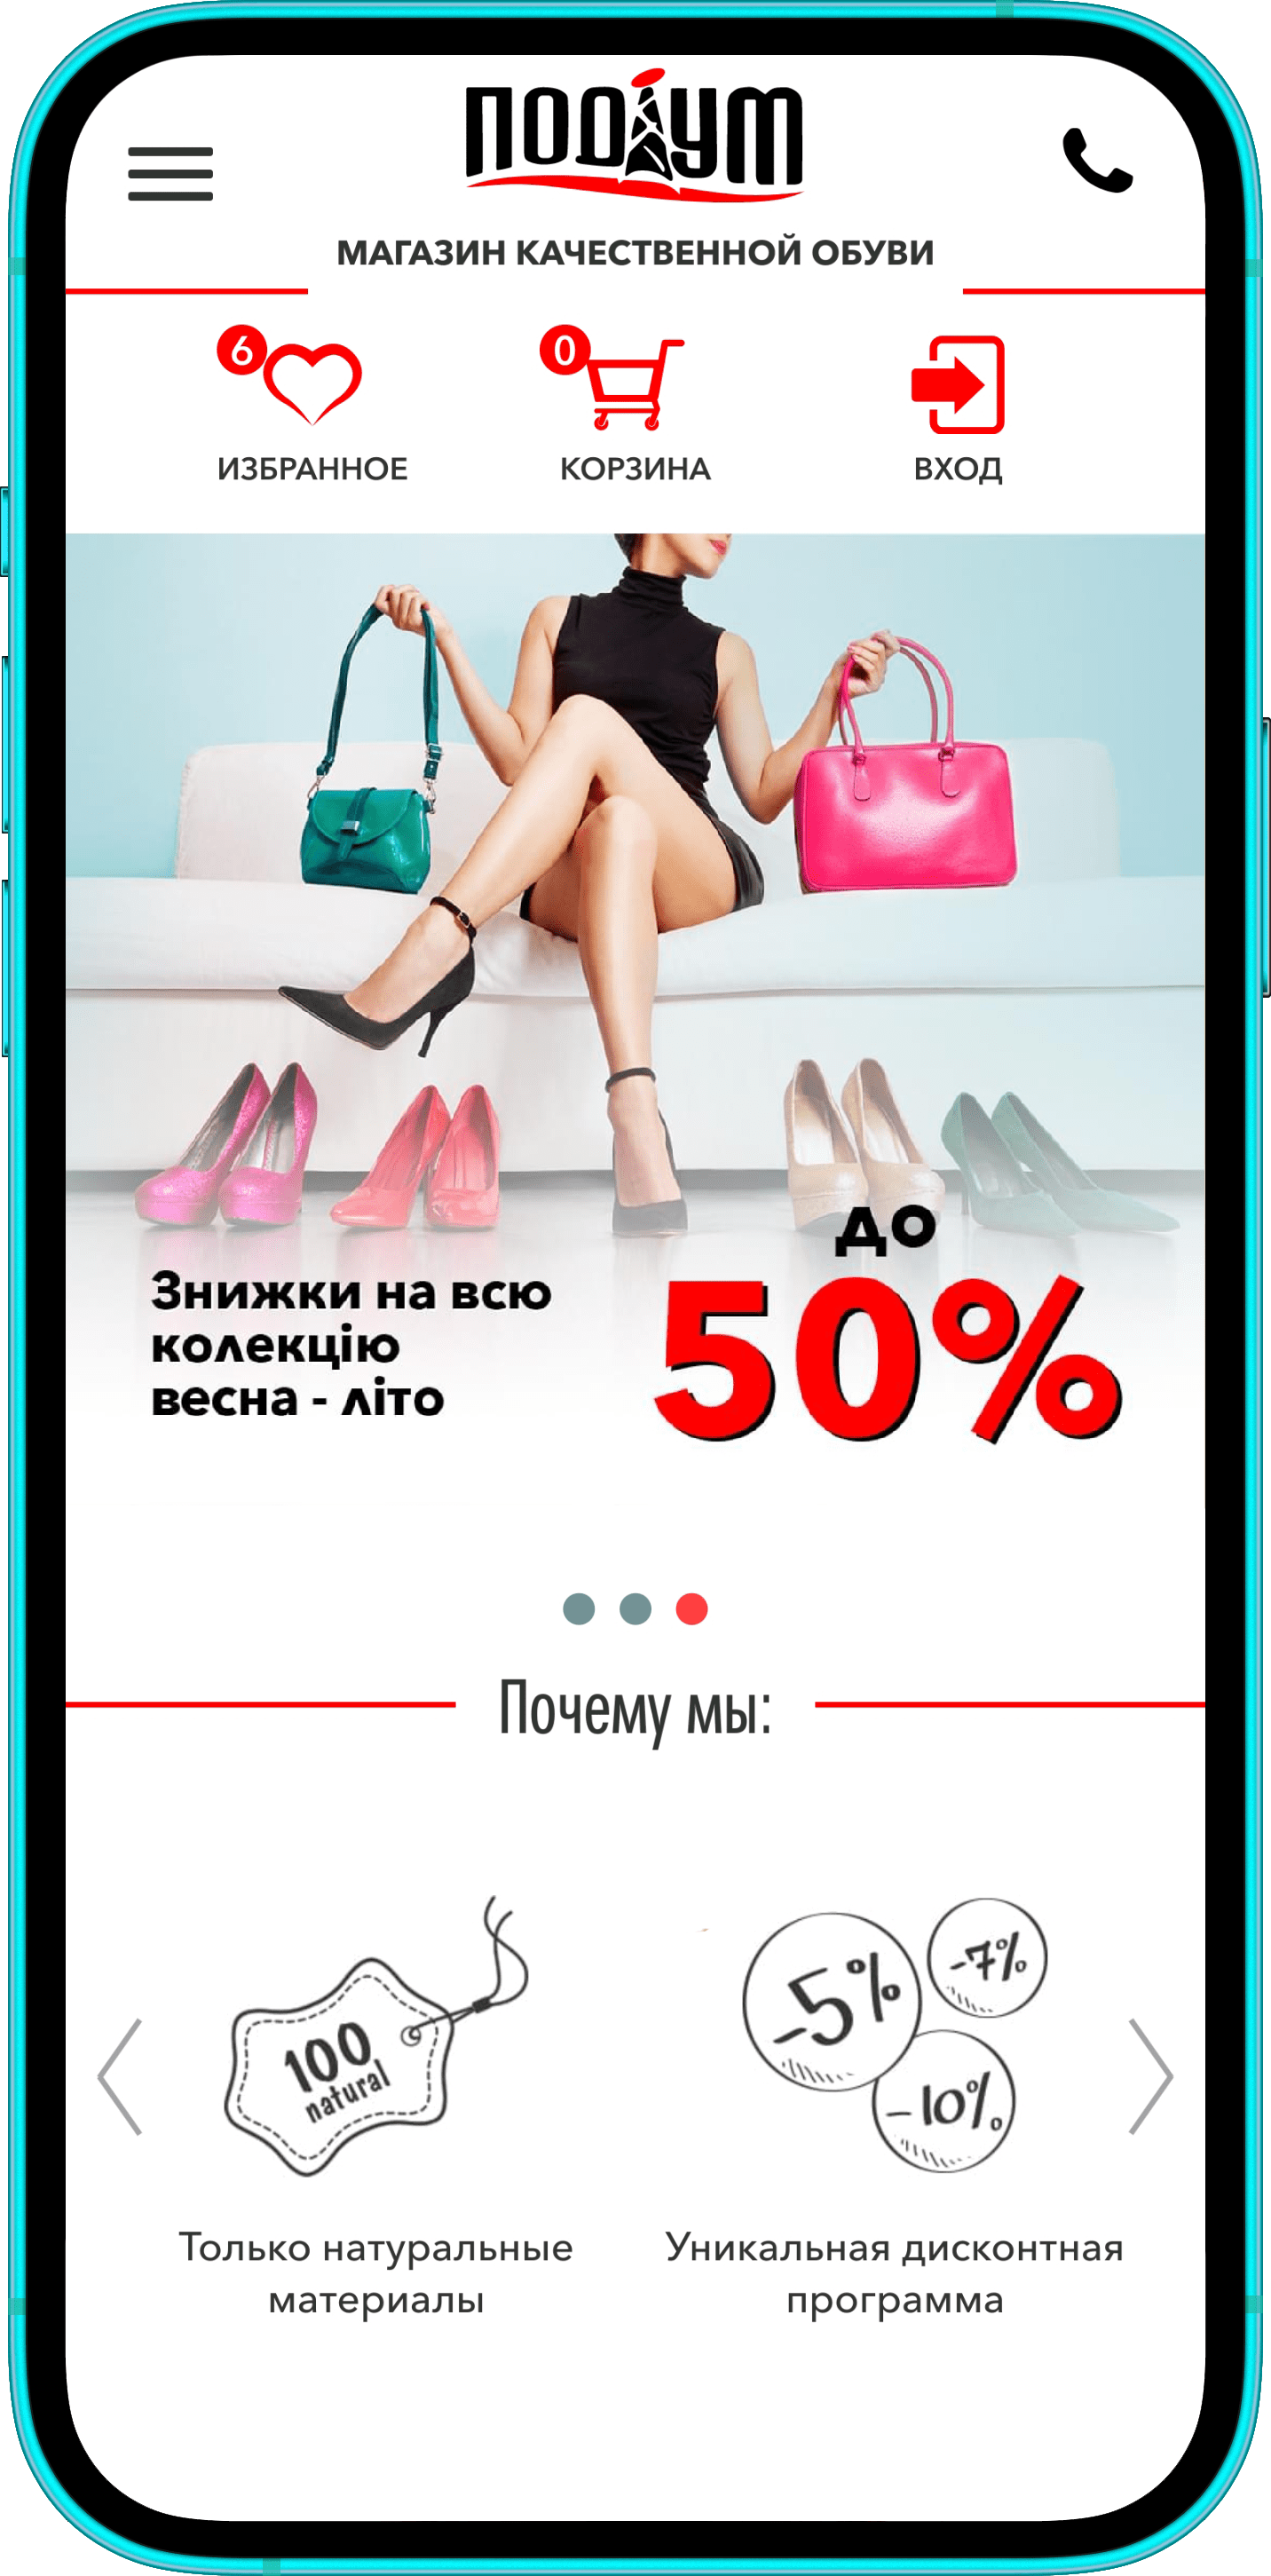 ПОДІУМ
МАГАЗИН КАЧЕСТВЕННОЙ ОБУВИ
6
0
ИЗБРАННОЕ
КОРЗИНА
ВХОД
до
50%
Знижки на всю
колекцію
весна - літо
Почему мы:
100
natural
-5%
-7%
-10%
Только натуральные
материалы
Уникальная дисконтная
программа